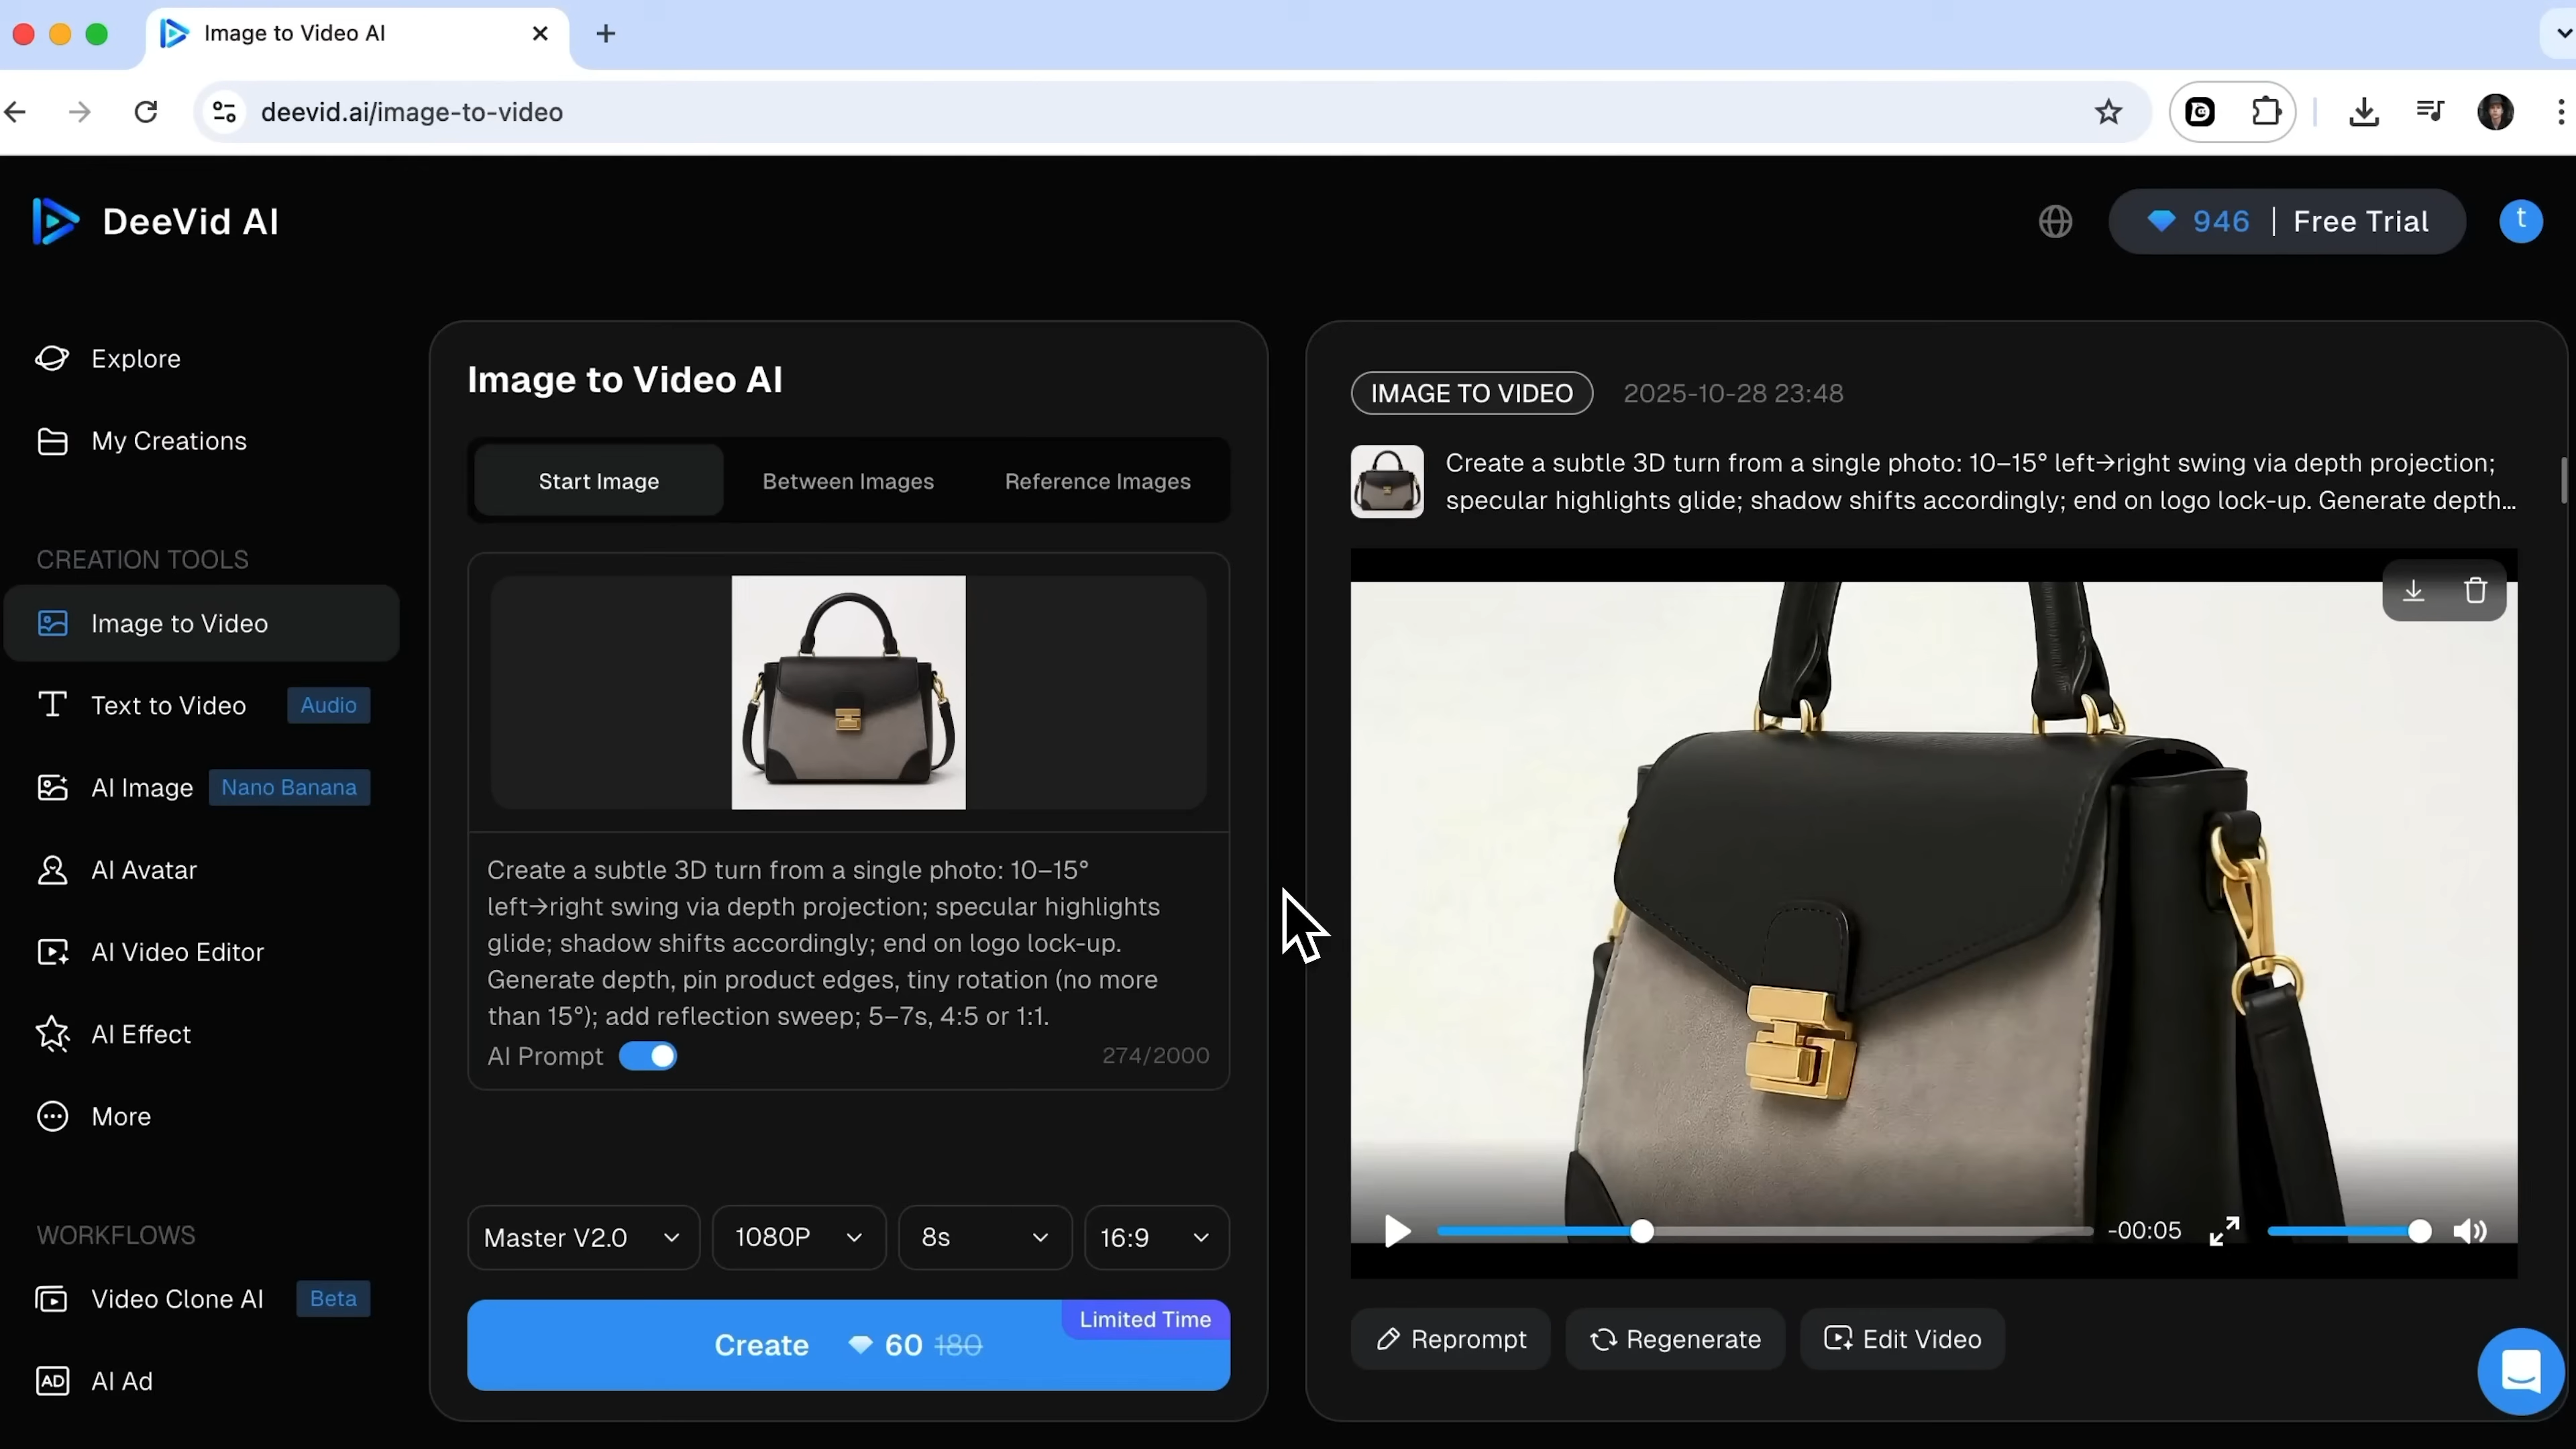 Image to Video AI
deevid.ai/image-to-video
DeeVid AI
946 | Free Trial
t
Explore
My Creations
CREATION TOOLS
Image to Video
Text to Video Audio
AI Image Nano Banana
AI Avatar
AI Video Editor
AI Effect
More
WORKFLOWS
Video Clone AI Beta
AD AI Ad
Image to Video AI
Start Image Between Images Reference Images
Create a subtle 3D turn from a single photo: 10–15°
left→right swing via depth projection; specular highlights
glide; shadow shifts accordingly; end on logo lock-up.
Generate depth, pin product edges, tiny rotation (no more
than 15°); add reflection sweep; 5–7s, 4:5 or 1:1.
AI Prompt 274/2000
Master V2.0 1080P 8s 16:9
Limited Time
Create 60 180
IMAGE TO VIDEO 2025-10-28 23:48
Create a subtle 3D turn from a single photo: 10–15° left→right swing via depth projection;
specular highlights glide; shadow shifts accordingly; end on logo lock-up. Generate depth...
-00:05
Reprompt Regenerate Edit Video